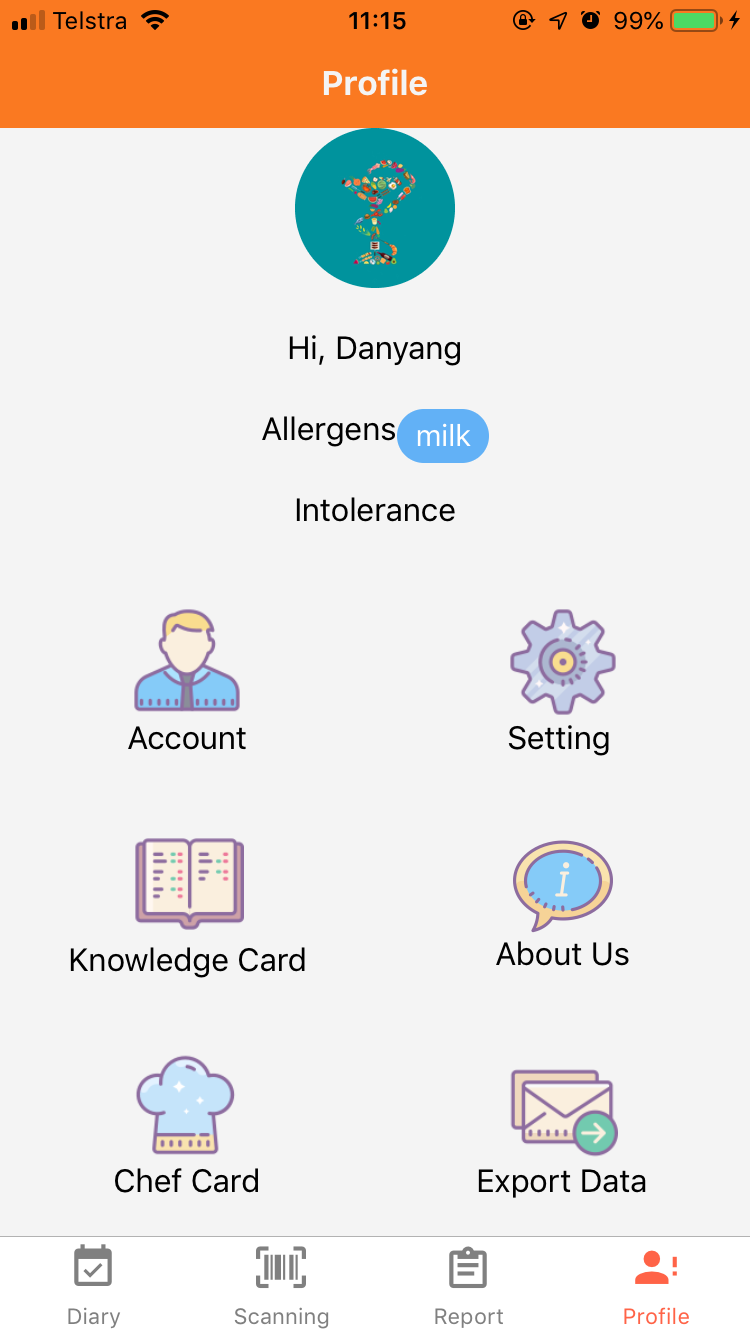 Telstra 11:15 99%
Profile
Hi, Danyang
Allergens milk
Intolerance
Account Setting
Knowledge Card About Us
Chef Card Export Data
Diary Scanning Report Profile